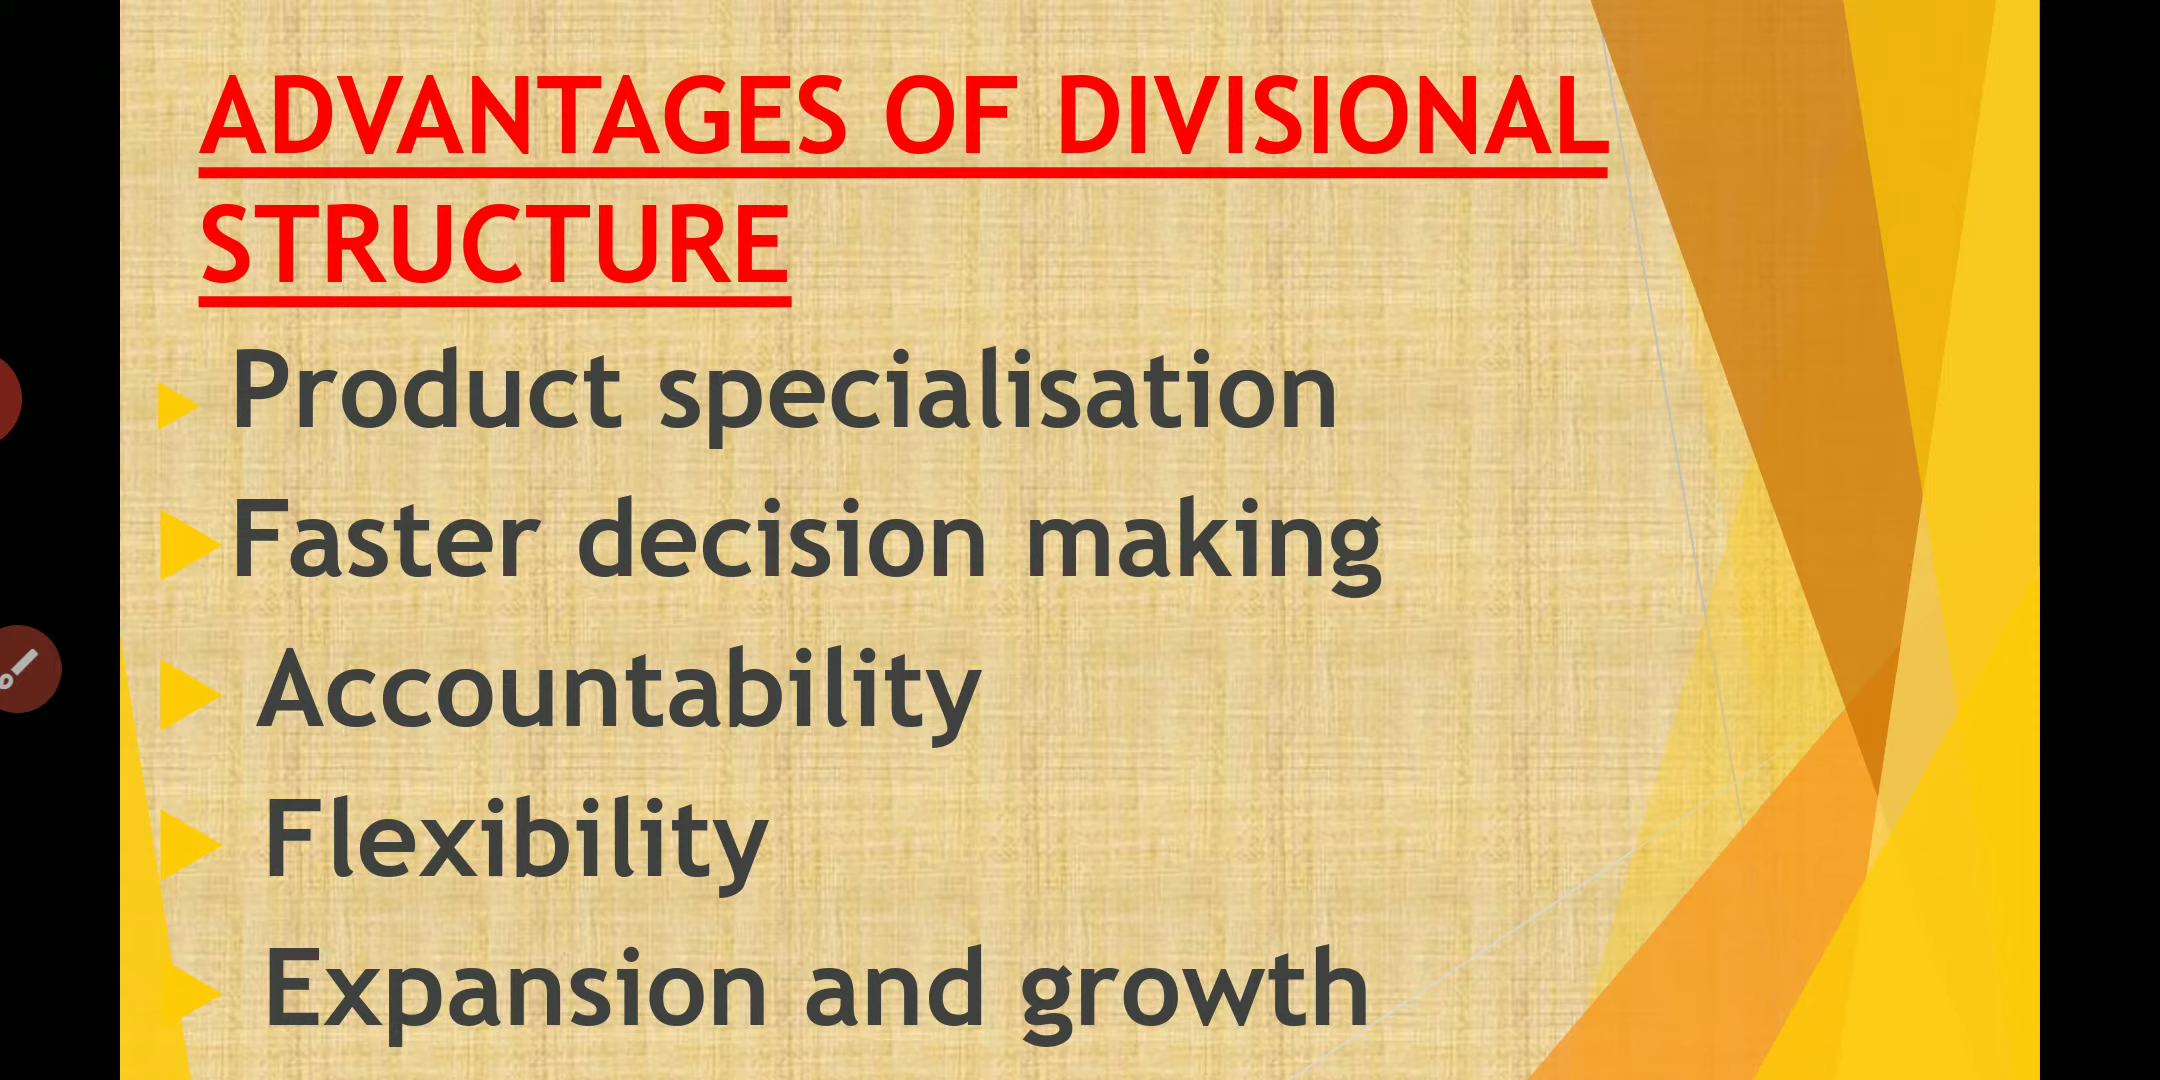 ADVANTAGES OF DIVISIONAL
STRUCTURE
Product specialisation
Faster decision making
Accountability
Flexibility
Expansion and growth